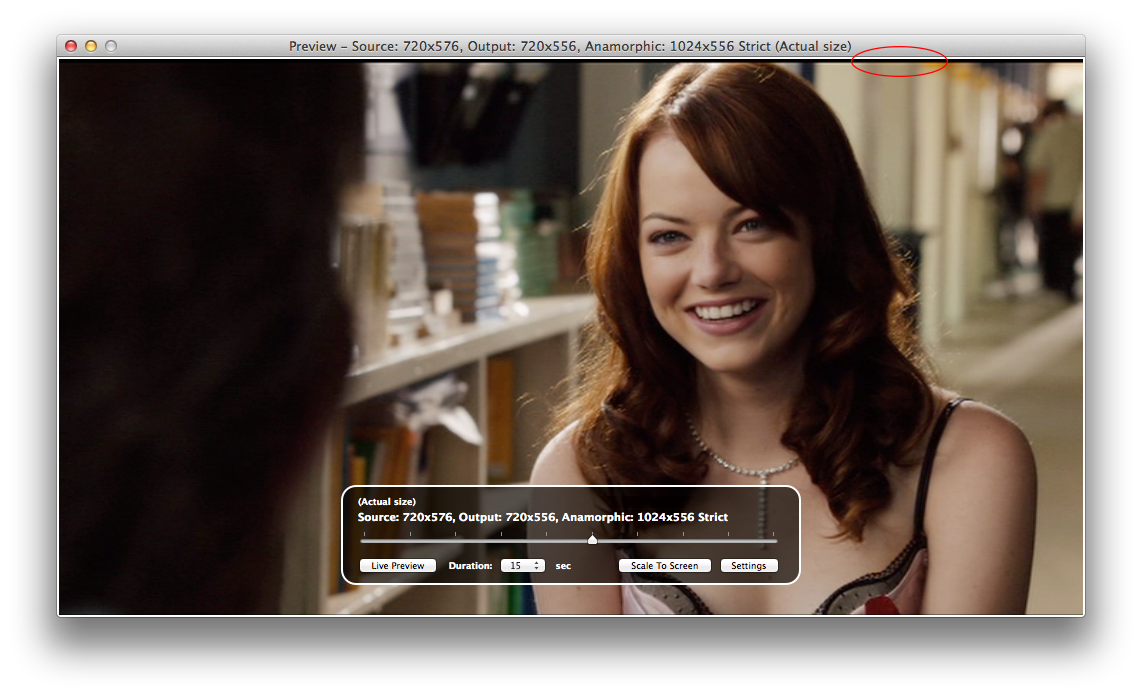 Preview – Source: 720x576, Output: 720x556, Anamorphic: 1024x556 Strict (Actual size)
(Actual size)
Source: 720x576, Output: 720x556, Anamorphic: 1024x556 Strict
Live Preview Duration: 15 sec Scale To Screen Settings